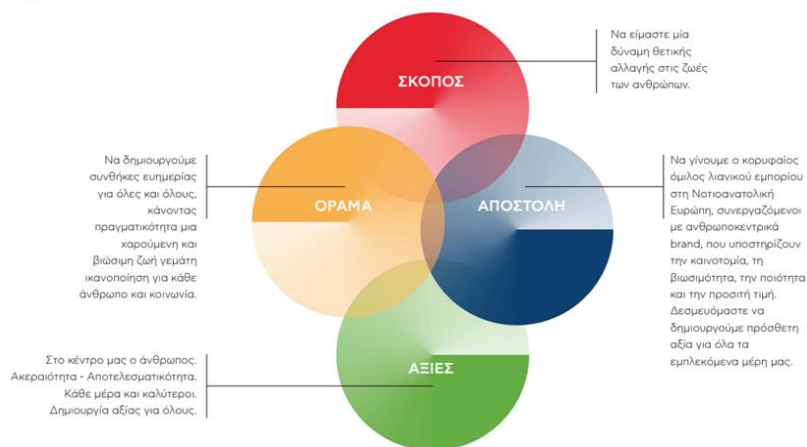 ΣΚΟΠΟΣ
Να είμαστε μία
δύναμη θετικής
αλλαγής στις ζωές
των ανθρώπων.
Να δημιουργούμε
συνθήκες ευημερίας
για όλες και όλους,
κάνοντας
πραγματικότητα μια
χαρούμενη και
βιώσιμη ζωή γεμάτη
ικανοποίηση για κάθε
άνθρωπο και κοινωνία.
ΟΡΑΜΑ
ΑΠΟΣΤΟΛΗ
Να γίνουμε ο κορυφαίος
όμιλος λιανικού εμπορίου
στη Νοτιοανατολική
Ευρώπη, συνεργαζόμενοι
με ανθρωποκεντρικά
brand, που υποστηρίζουν
την καινοτομία, τη
βιωσιμότητα, την ποιότητα
και την προσιτή τιμή.
Δεσμευόμαστε να
δημιουργούμε πρόσθετη
αξία για όλα τα
εμπλεκόμενα μέρη μας.
Στο κέντρο μας ο άνθρωπος.
Ακεραιότητα - Αποτελεσματικότητα.
Κάθε μέρα και καλύτεροι.
Δημιουργία αξίας για όλους.
ΑΞΙΕΣ